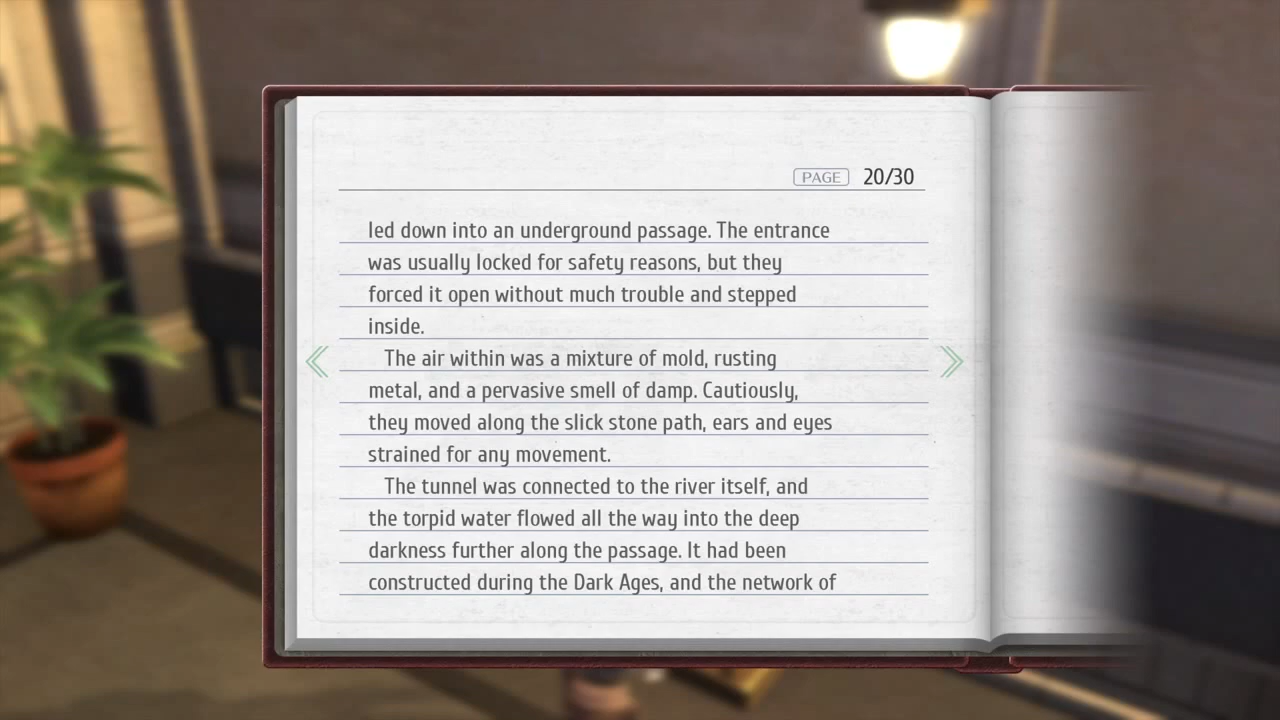 PAGE 20/30
led down into an underground passage. The entrance
was usually locked for safety reasons, but they
forced it open without much trouble and stepped
inside.
The air within was a mixture of mold, rusting
metal, and a pervasive smell of damp. Cautiously,
they moved along the slick stone path, ears and eyes
strained for any movement.
The tunnel was connected to the river itself, and
the torpid water flowed all the way into the deep
darkness further along the passage. It had been
constructed during the Dark Ages, and the network of